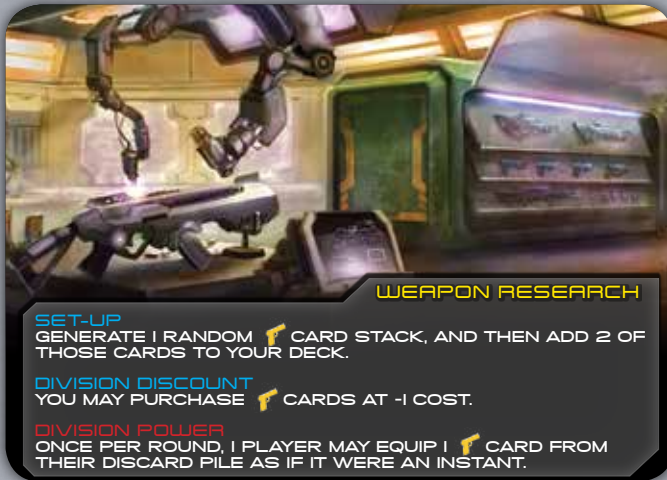 WEAPON RESEARCH
SET-UP
GENERATE 1 RANDOM CARD STACK, AND THEN ADD 2 OF
THOSE CARDS TO YOUR DECK.
DIVISION DISCOUNT
YOU MAY PURCHASE CARDS AT -1 COST.
DIVISION POWER
ONCE PER ROUND, 1 PLAYER MAY EQUIP 1 CARD FROM
THEIR DISCARD PILE AS IF IT WERE AN INSTANT.